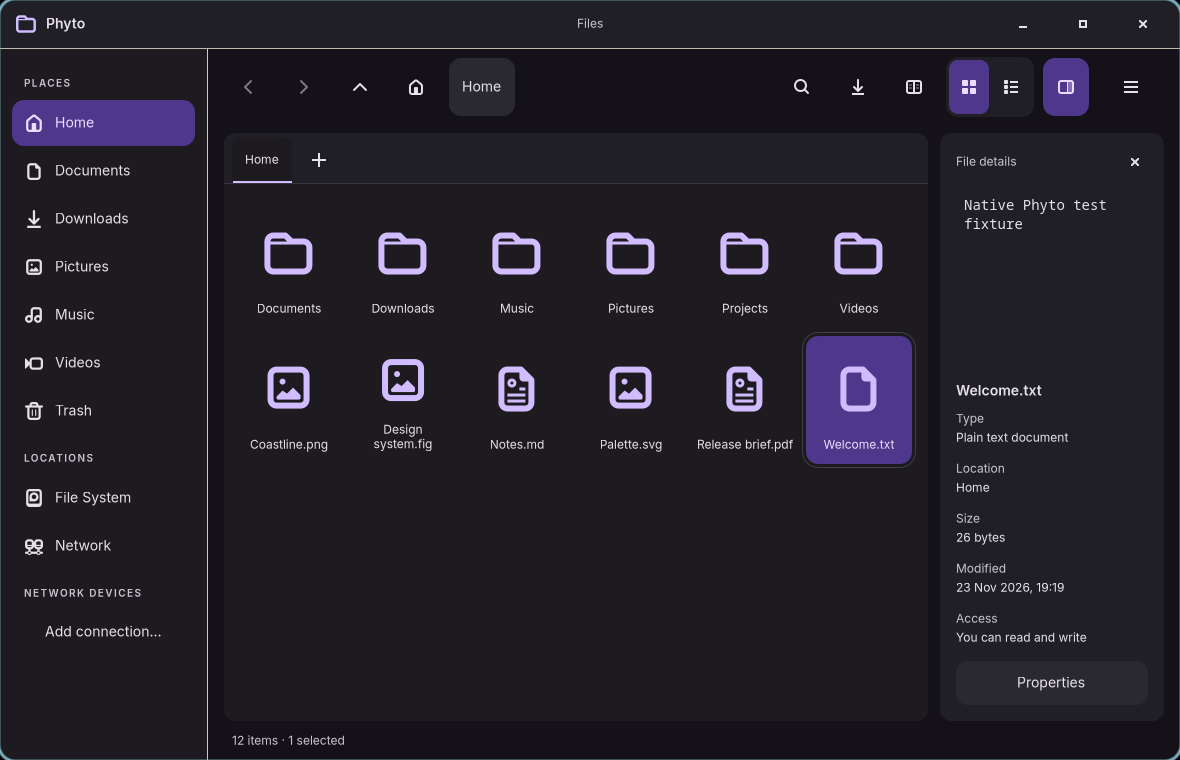 Phyto
Files
PLACES
Home
Documents
Downloads
Pictures
Music
Videos
Trash
LOCATIONS
File System
Network
NETWORK DEVICES
Add connection...
Home
Home
Documents
Downloads
Music
Pictures
Projects
Videos
Coastline.png
Design
system.fig
Notes.md
Palette.svg
Release brief.pdf
Welcome.txt
12 items · 1 selected
File details
Native Phyto test
fixture
Welcome.txt
Type
Plain text document
Location
Home
Size
26 bytes
Modified
23 Nov 2026, 19:19
Access
You can read and write
Properties